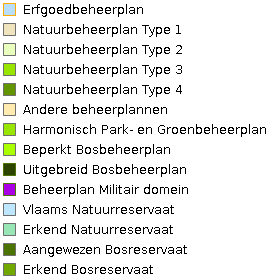 Erfgoedbeheerplan
Natuurbeheerplan Type 1
Natuurbeheerplan Type 2
Natuurbeheerplan Type 3
Natuurbeheerplan Type 4
Andere beheerplannen
Harmonisch Park- en Groenbeheerplan
Beperkt Bosbeheerplan
Uitgebreid Bosbeheerplan
Beheerplan Militair domein
Vlaams Natuurreservaat
Erkend Natuurreservaat
Aangewezen Bosreservaat
Erkend Bosreservaat